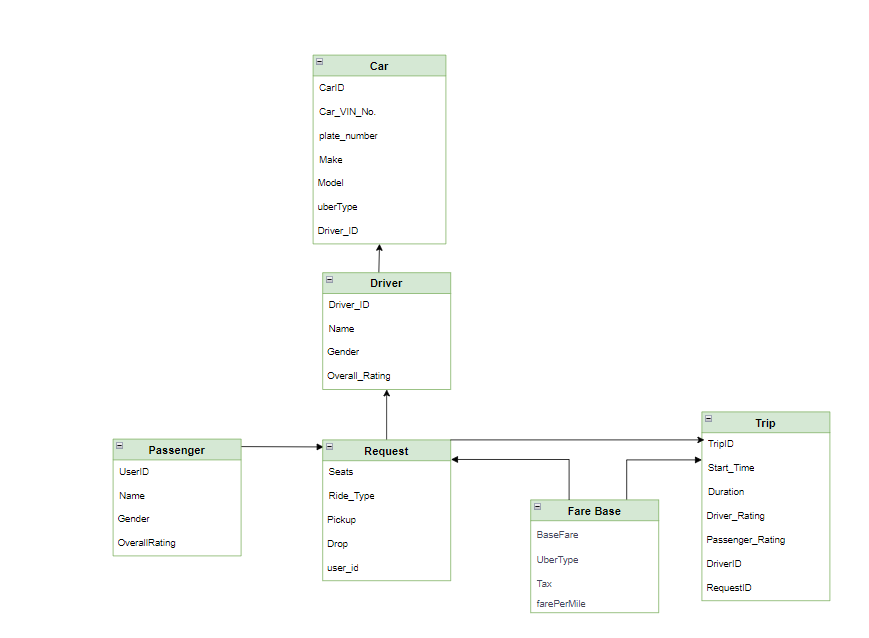 Car
CarID
Car_VIN_No.
plate_number
Make
Model
uberType
Driver_ID
Driver
Driver_ID
Name
Gender
Overall_Rating
Passenger
UserID
Name
Gender
OverallRating
Request
Seats
Ride_Type
Pickup
Drop
user_id
Fare Base
BaseFare
UberType
Tax
farePerMile
Trip
TripID
Start_Time
Duration
Driver_Rating
Passenger_Rating
DriverID
RequestID